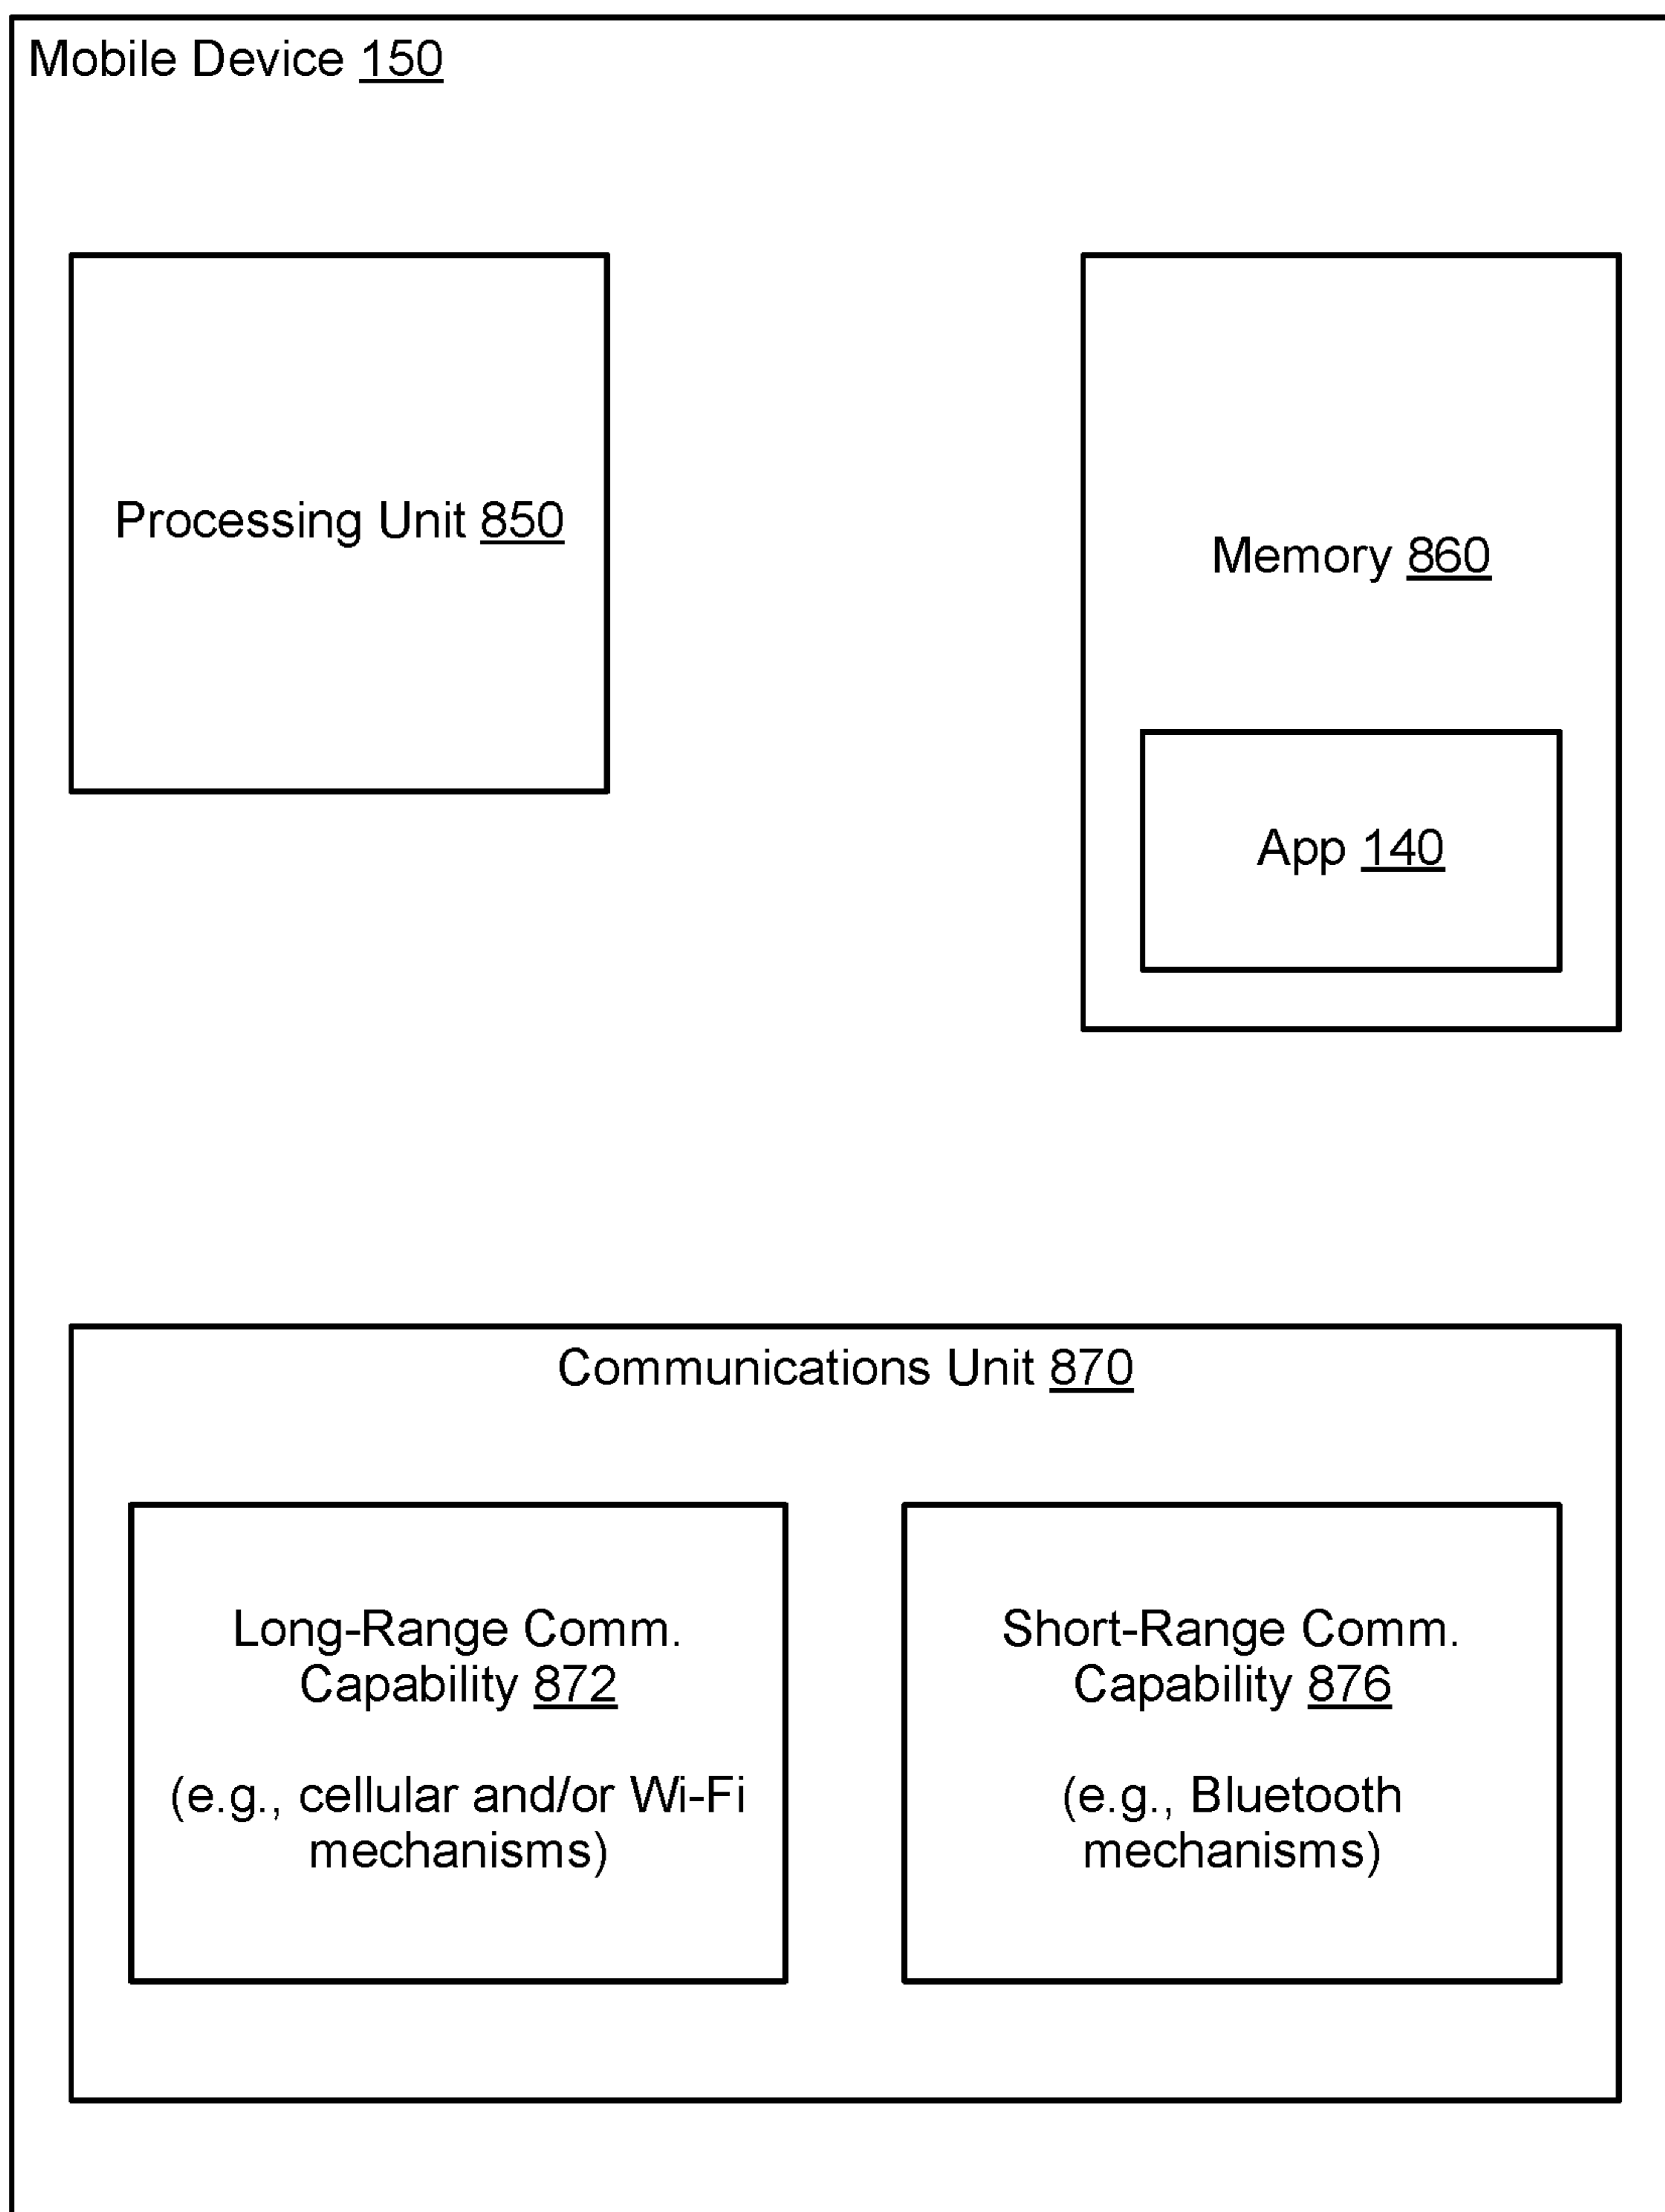 Mobile Device 150
Processing Unit 850
Memory 860
App 140
Communications Unit 870
Long-Range Comm.
Capability 872
(e.g., cellular and/or Wi-Fi
mechanisms)
Short-Range Comm.
Capability 876
(e.g., Bluetooth
mechanisms)